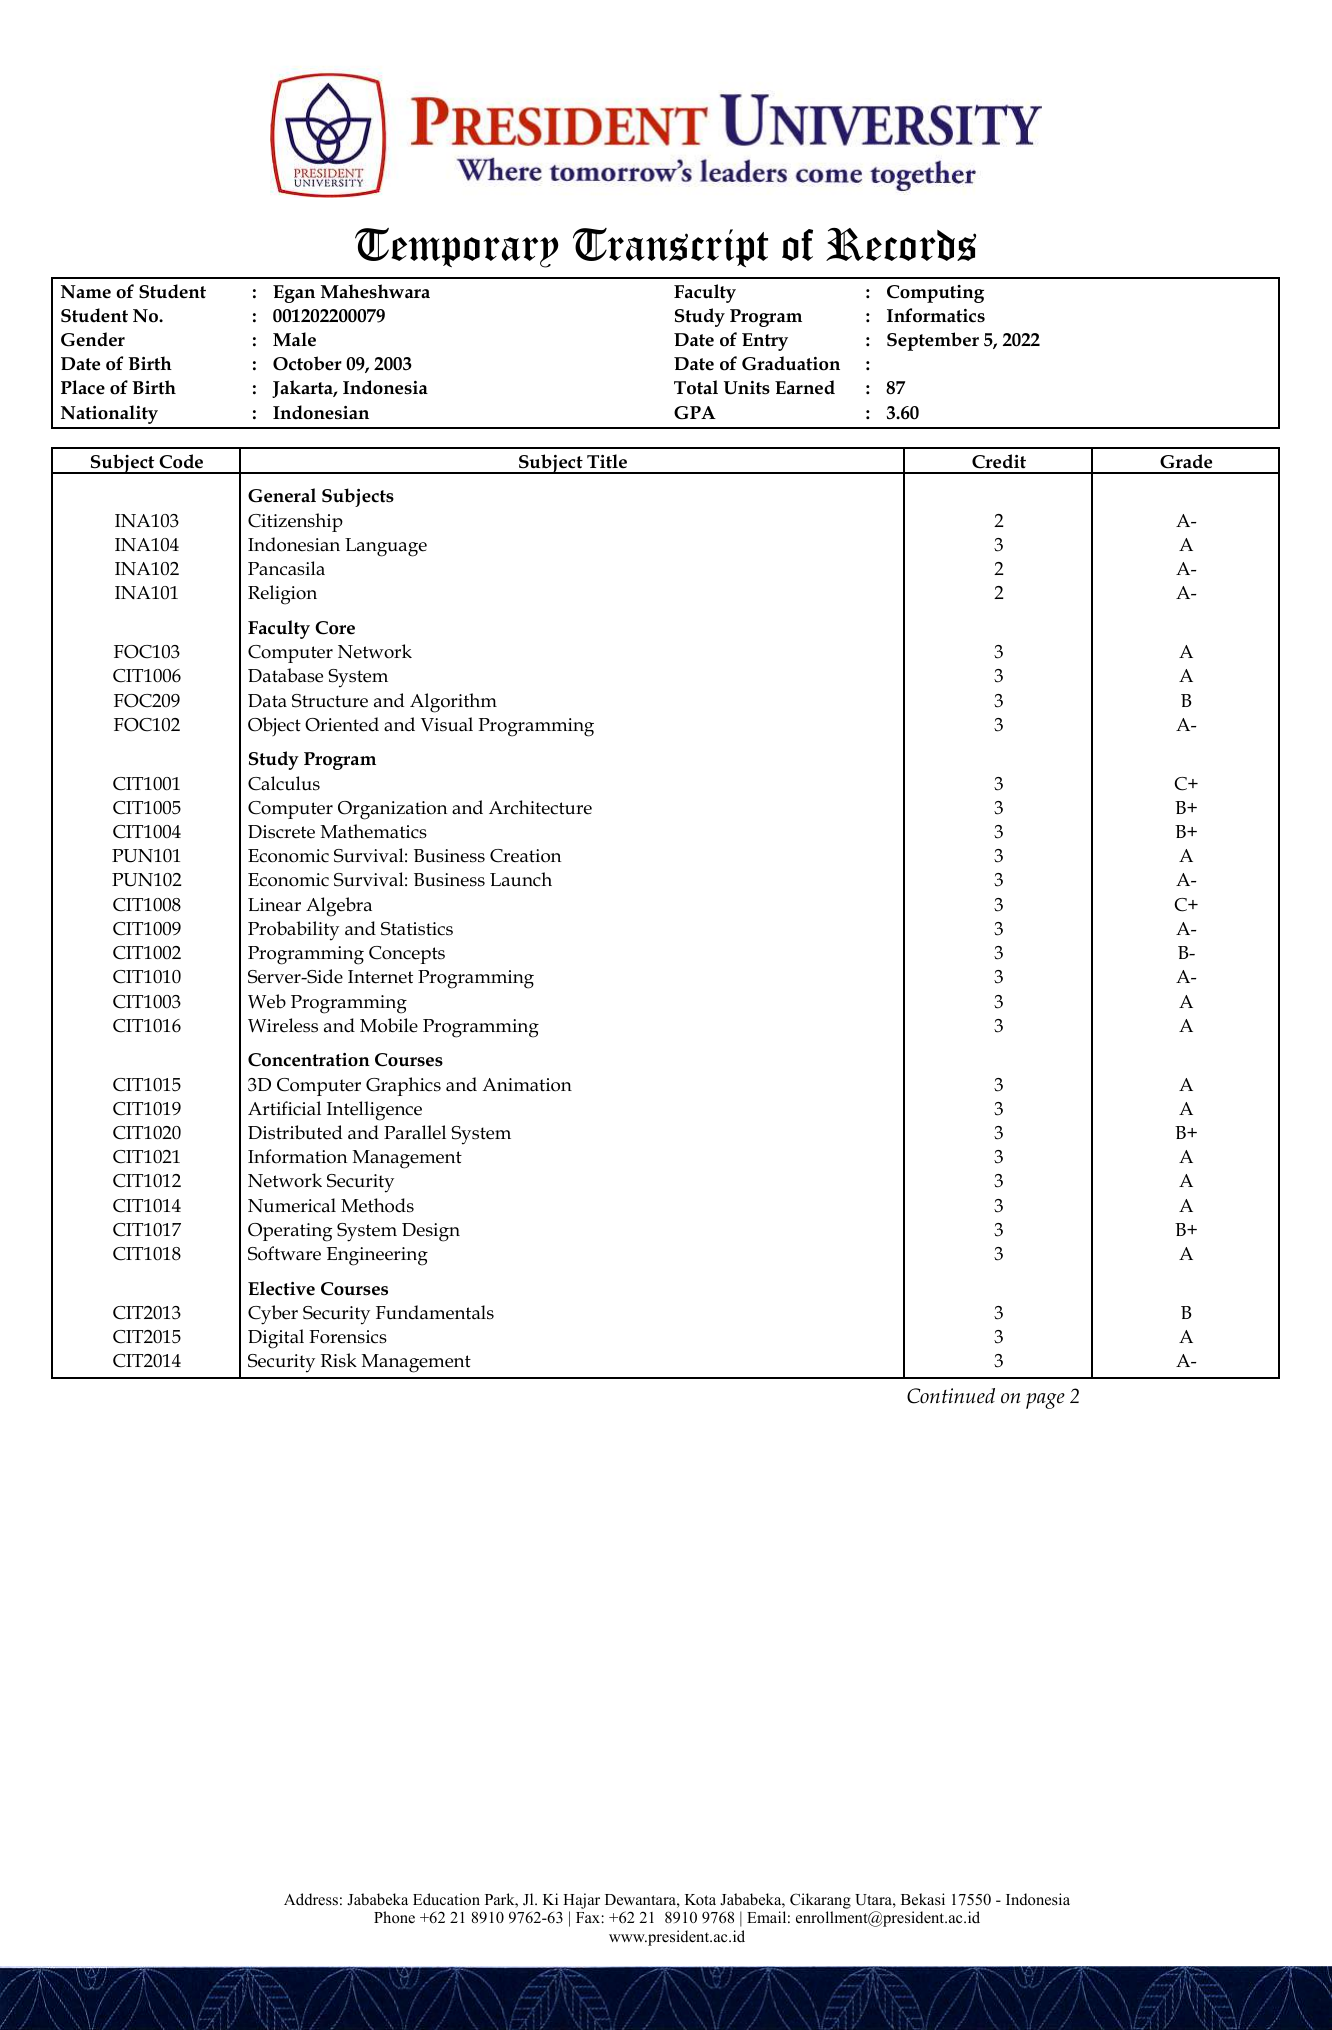 PRESIDENT
UNIVERSITY
PRESIDENT UNIVERSITY
Where tomorrow's leaders come together
Temporary Transcript of Records
Name of Student : Egan Maheshwara Faculty : Computing
Student No. : 001202200079 Study Program : Informatics
Gender : Male Date of Entry : September 5, 2022
Date of Birth : October 09, 2003 Date of Graduation :
Place of Birth : Jakarta, Indonesia Total Units Earned : 87
Nationality : Indonesian GPA : 3.60
Subject Code Subject Title Credit Grade
General Subjects
INA103 Citizenship 2 A-
INA104 Indonesian Language 3 A
INA102 Pancasila 2 A-
INA101 Religion 2 A-
Faculty Core
FOC103 Computer Network 3 A
CIT1006 Database System 3 A
FOC209 Data Structure and Algorithm 3 B
FOC102 Object Oriented and Visual Programming 3 A-
Study Program
CIT1001 Calculus 3 C+
CIT1005 Computer Organization and Architecture 3 B+
CIT1004 Discrete Mathematics 3 B+
PUN101 Economic Survival: Business Creation 3 A
PUN102 Economic Survival: Business Launch 3 A-
CIT1008 Linear Algebra 3 C+
CIT1009 Probability and Statistics 3 A-
CIT1002 Programming Concepts 3 B-
CIT1010 Server-Side Internet Programming 3 A-
CIT1003 Web Programming 3 A
CIT1016 Wireless and Mobile Programming 3 A
Concentration Courses
CIT1015 3D Computer Graphics and Animation 3 A
CIT1019 Artificial Intelligence 3 A
CIT1020 Distributed and Parallel System 3 B+
CIT1021 Information Management 3 A
CIT1012 Network Security 3 A
CIT1014 Numerical Methods 3 A
CIT1017 Operating System Design 3 B+
CIT1018 Software Engineering 3 A
Elective Courses
CIT2013 Cyber Security Fundamentals 3 B
CIT2015 Digital Forensics 3 A
CIT2014 Security Risk Management 3 A-
Continued on page 2
Address: Jababeka Education Park, Jl. Ki Hajar Dewantara, Kota Jababeka, Cikarang Utara, Bekasi 17550 - Indonesia
Phone +62 21 8910 9762-63 | Fax: +62 21 8910 9768 | Email: enrollment@president.ac.id
www.president.ac.id